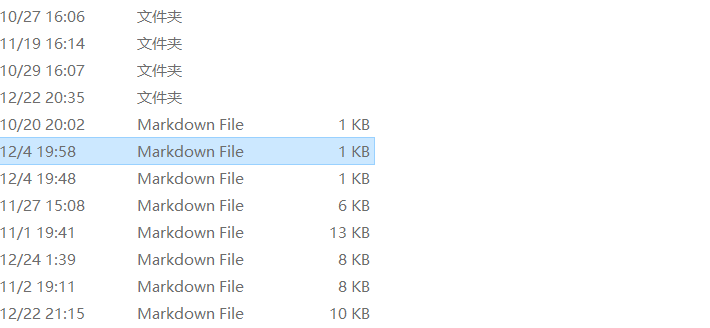 10/27 16:06 文件夹
11/19 16:14 文件夹
10/29 16:07 文件夹
12/22 20:35 文件夹
10/20 20:02 Markdown File 1 KB
12/4 19:58 Markdown File 1 KB
12/4 19:48 Markdown File 1 KB
11/27 15:08 Markdown File 6 KB
11/1 19:41 Markdown File 13 KB
12/24 1:39 Markdown File 8 KB
11/2 19:11 Markdown File 8 KB
12/22 21:15 Markdown File 10 KB